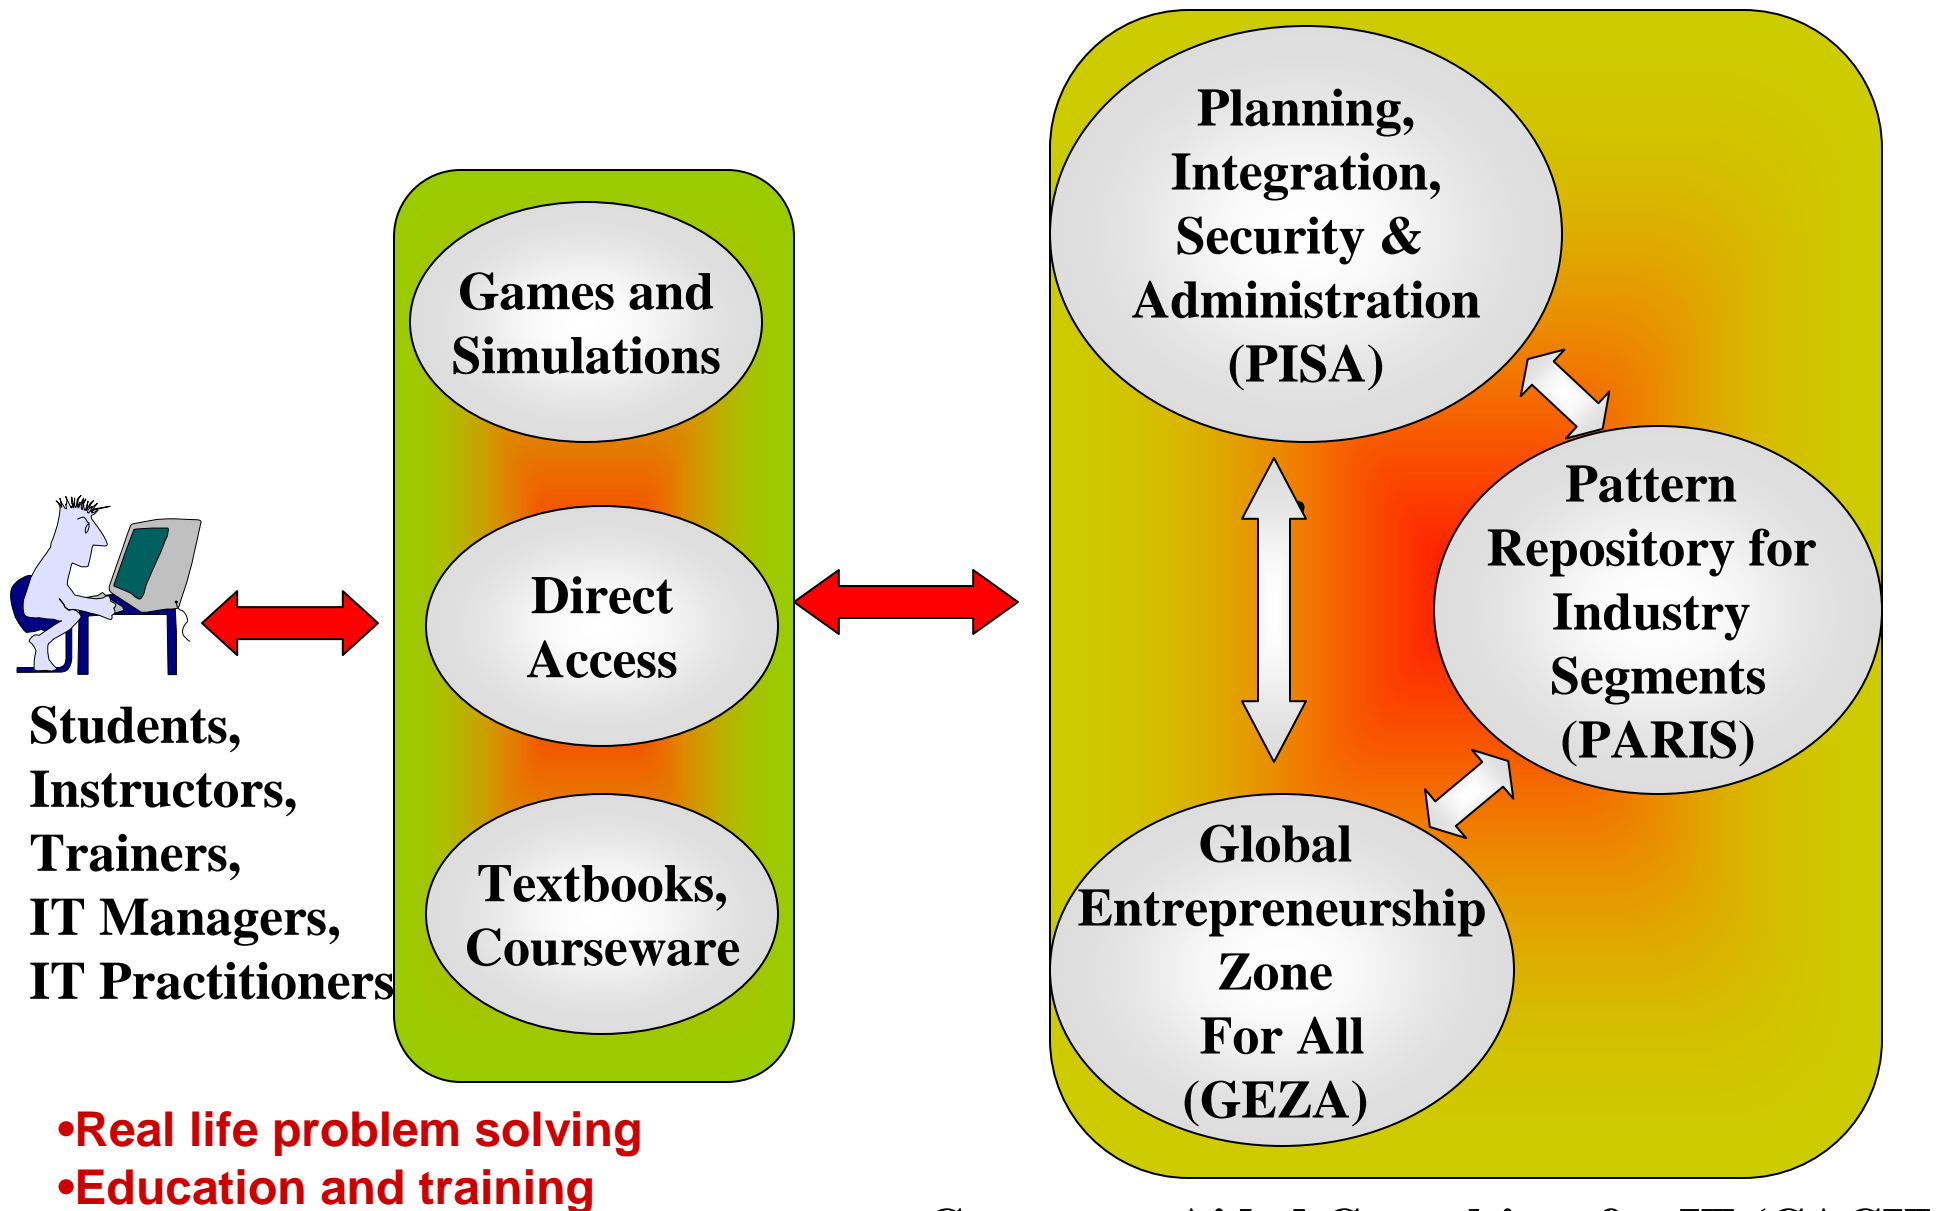 Planning,
Integration,
Security &
Administration
(PISA)
Games and
Simulations
Pattern
Repository for
Industry
Segments
(PARIS)
Direct
Access
Students,
Instructors,
Trainers,
IT Managers,
IT Practitioners
Textbooks,
Courseware
Global
Entrepreneurship
Zone
For All
(GEZA)
•Real life problem solving
•Education and training